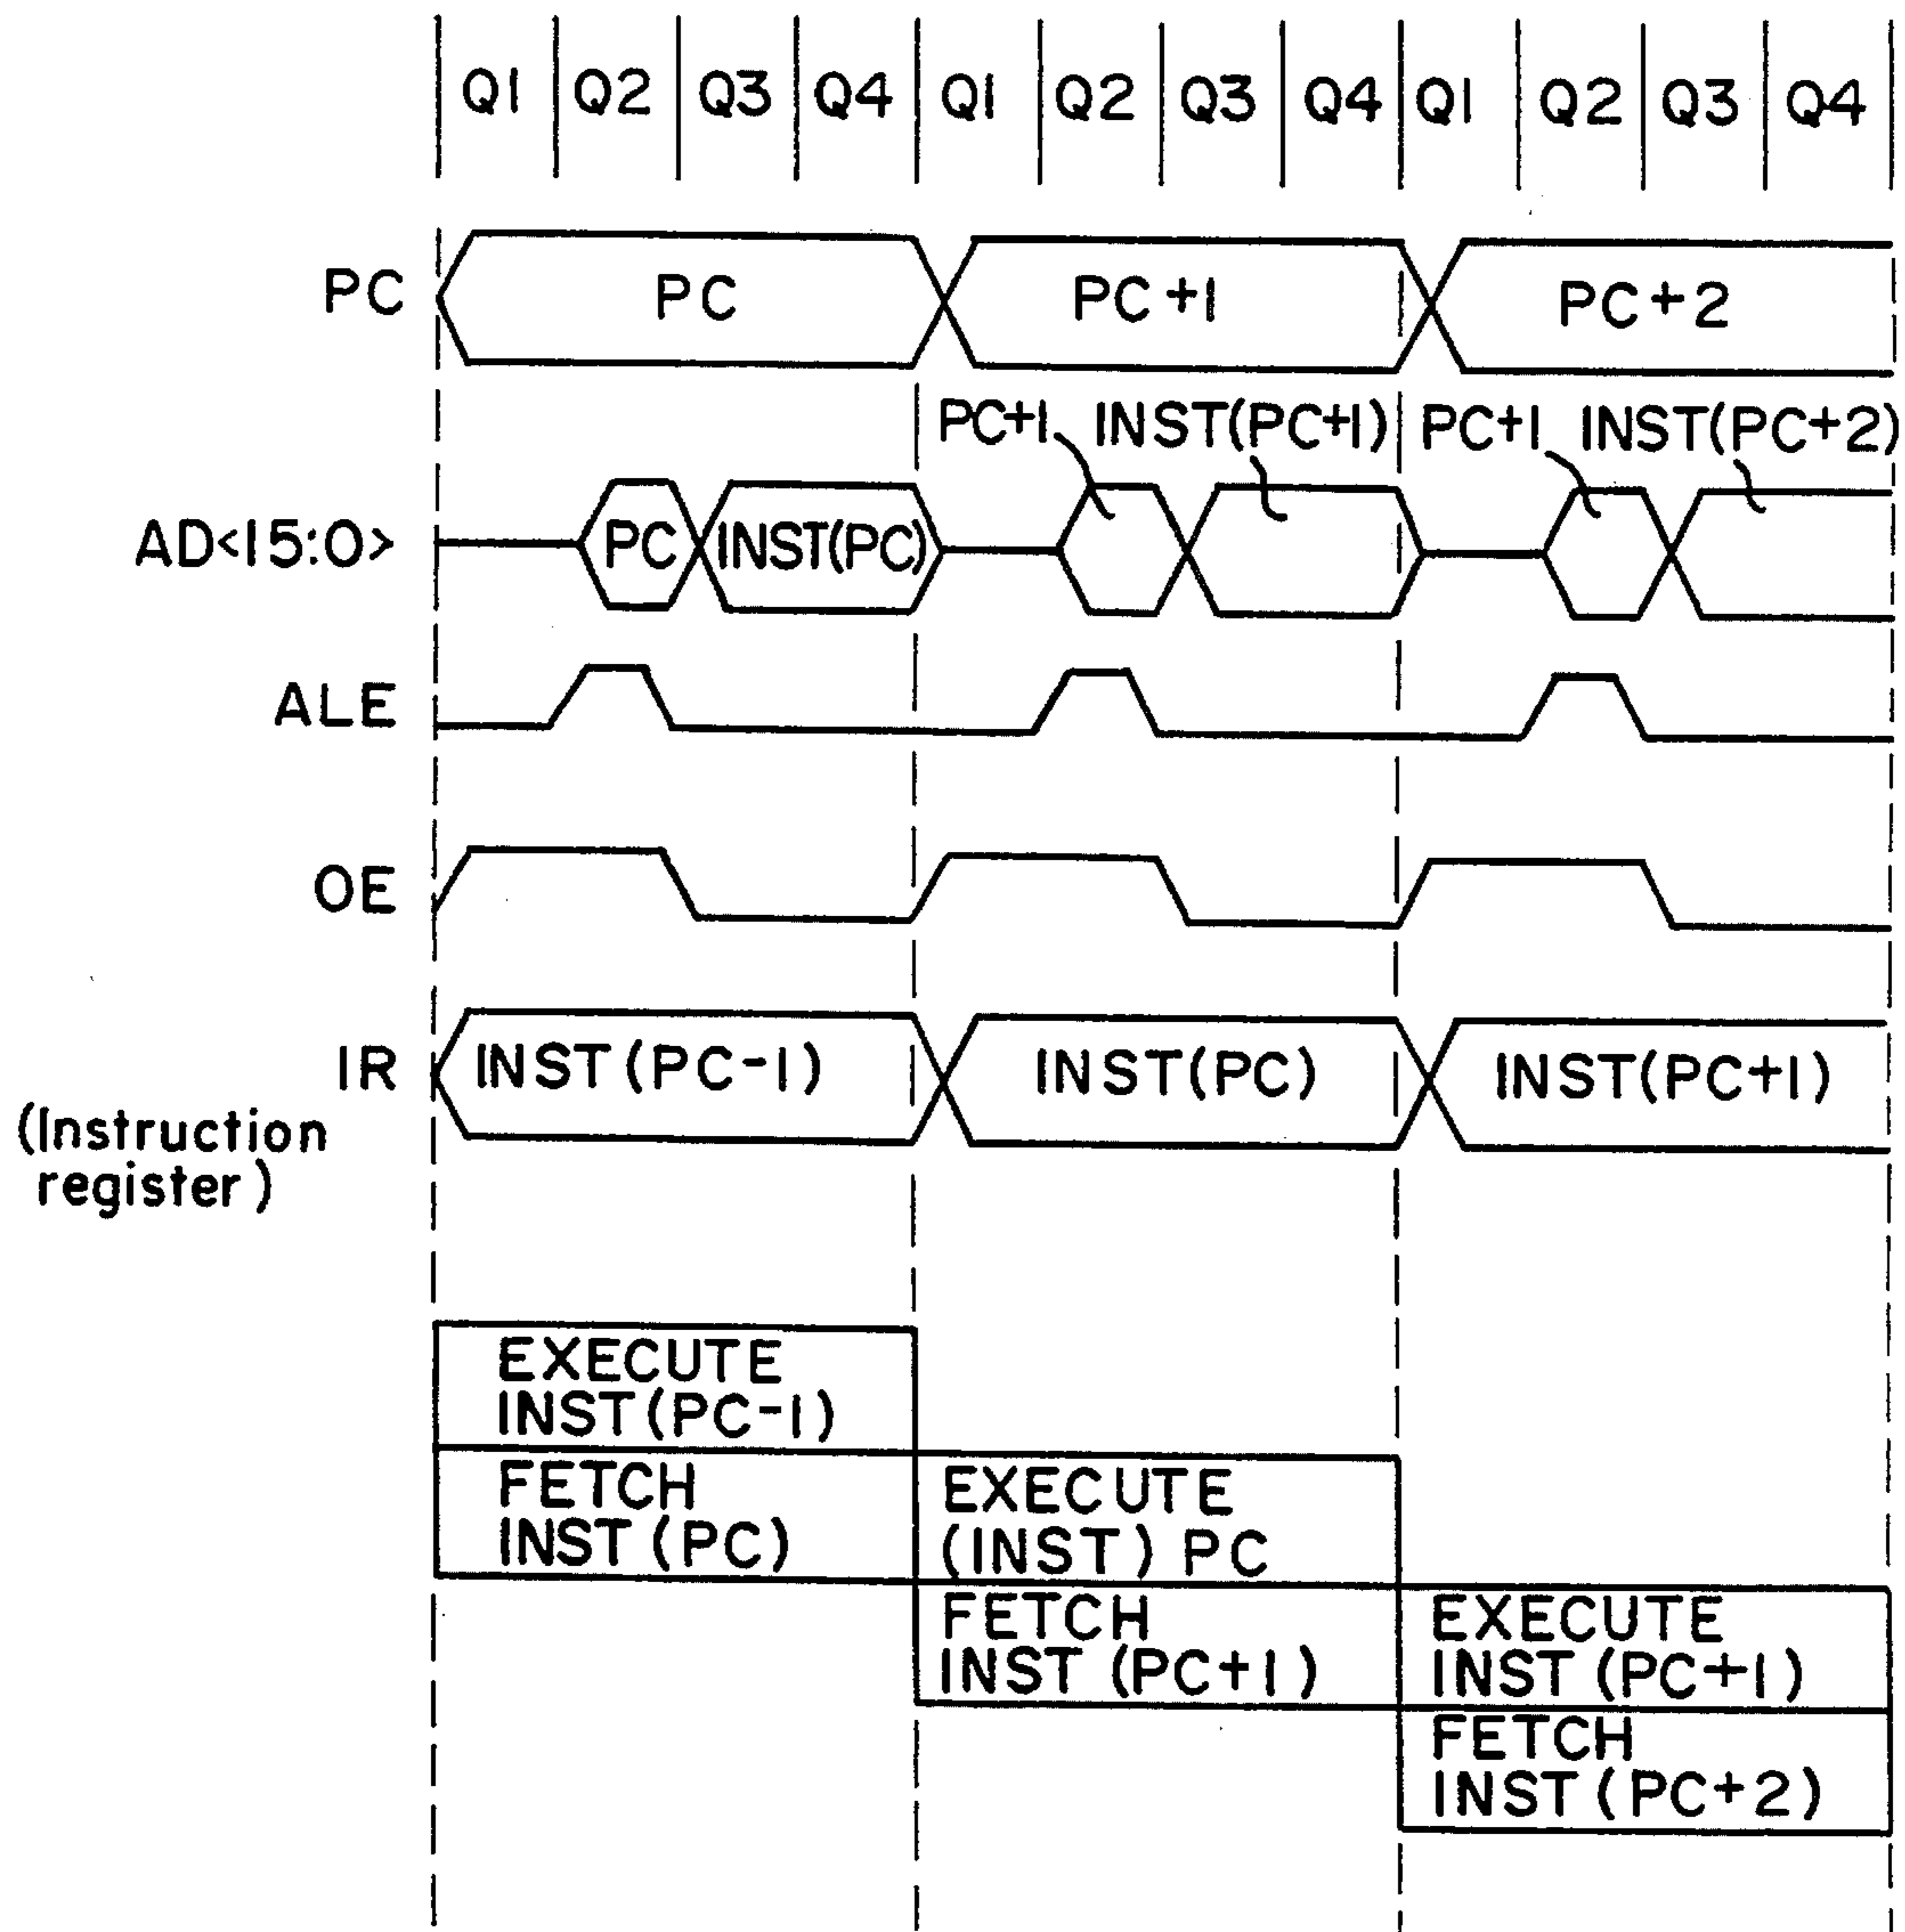 Q1 Q2 Q3 Q4 Q1 Q2 Q3 Q4 Q1 Q2 Q3 Q4
PC PC PC+1 PC+2
PC+1 INST(PC+1) PC+1 INST(PC+2)
AD<15:0> PC INST(PC)
ALE
OE
IR INST(PC-1) INST(PC) INST(PC+1)
(Instruction
register)
EXECUTE
INST(PC-1)
FETCH
INST(PC)
EXECUTE
(INST) PC
FETCH
INST (PC+1)
EXECUTE
INST (PC+1)
FETCH
INST (PC+2)